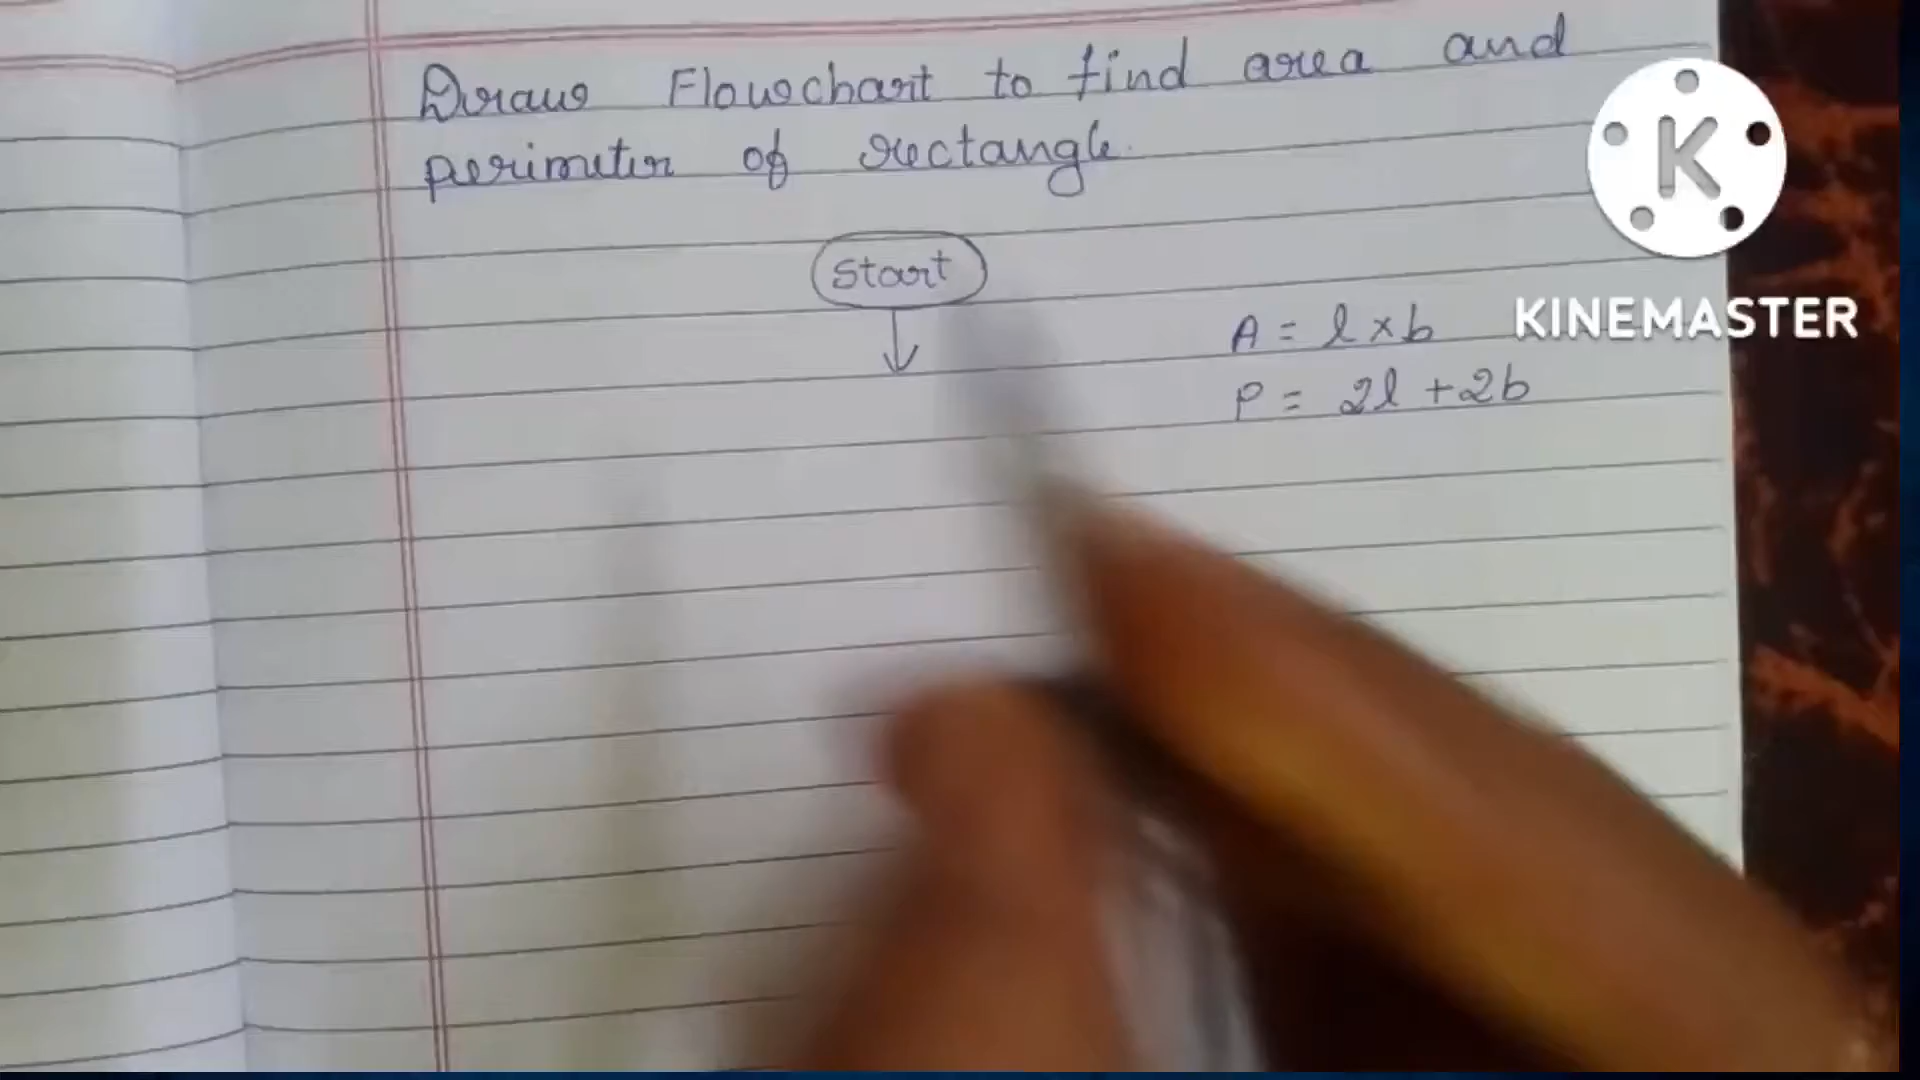 Draw Flowchart to find area and
perimeter of rectangle.
Start
A = l × b
P = 2l + 2b
K
KINEMASTER